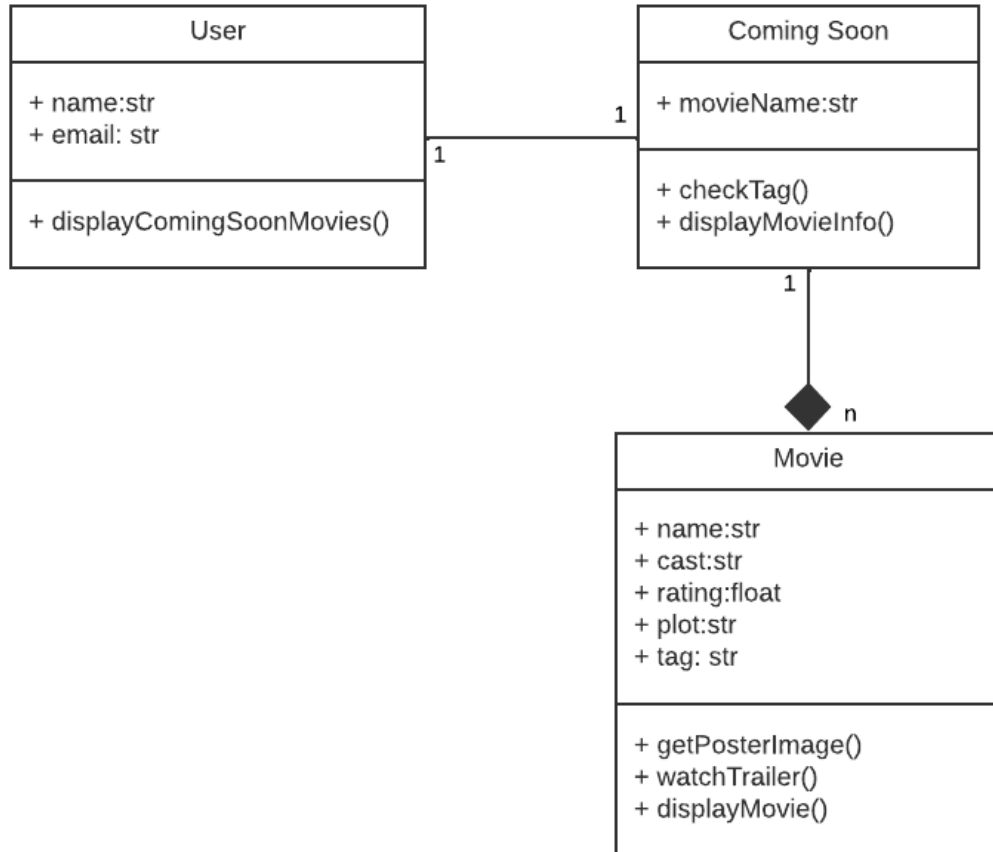 User
+ name:str
+ email: str
+ displayComingSoonMovies()
1
1
Coming Soon
+ movieName:str
+ checkTag()
+ displayMovieInfo()
1
n
Movie
+ name:str
+ cast:str
+ rating:float
+ plot:str
+ tag: str
+ getPosterImage()
+ watchTrailer()
+ displayMovie()